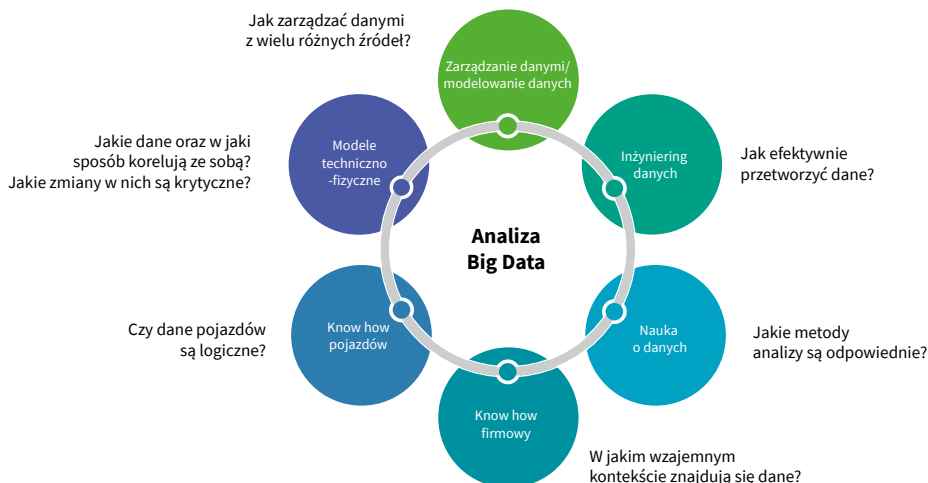 Jak zarządzać danymi
z wielu różnych źródeł?
Zarządzanie danymi/
modelowanie danych
Jakie dane oraz w jaki
sposób korelują ze sobą?
Jakie zmiany w nich są krytyczne?
Modele
techniczno
-fizyczne
Inżyniering
danych
Jak efektywnie
przetworzyć dane?
Analiza
Big Data
Czy dane pojazdów
są logiczne?
Know how
pojazdów
Nauka
o danych
Jakie metody
analizy są odpowiednie?
Know how
firmowy
W jakim wzajemnym
kontekście znajdują się dane?